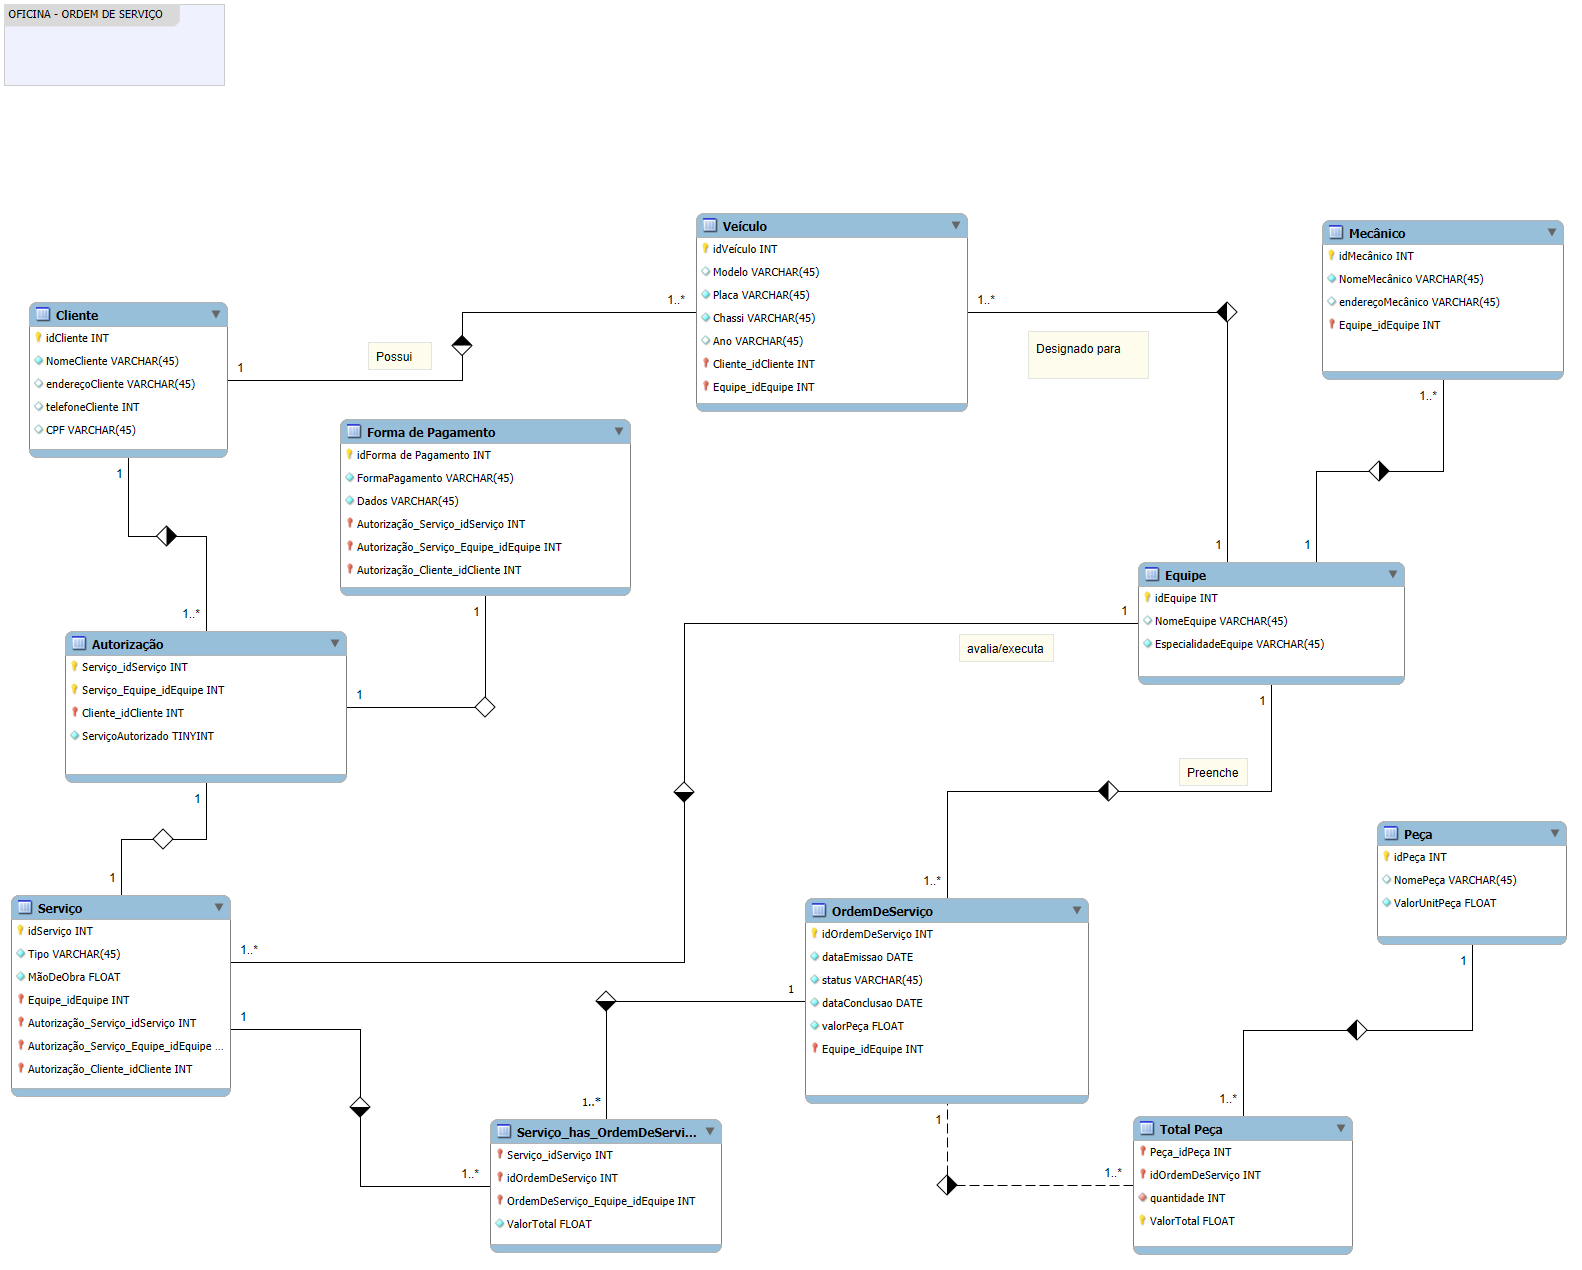 OFICINA - ORDEM DE SERVIÇO
Veículo
idVeículo INT
Modelo VARCHAR(45)
Placa VARCHAR(45)
Chassi VARCHAR(45)
Ano VARCHAR(45)
Cliente_idCliente INT
Equipe_idEquipe INT
1..*
1..*
Mecânico
idMecânico INT
NomeMecânico VARCHAR(45)
endereçoMecânico VARCHAR(45)
Equipe_idEquipe INT
1..*
Cliente
idCliente INT
NomeCliente VARCHAR(45)
endereçoCliente VARCHAR(45)
telefoneCliente INT
CPF VARCHAR(45)
1
1
Possui
Designado para
Forma de Pagamento
idForma de Pagamento INT
FormaPagamento VARCHAR(45)
Dados VARCHAR(45)
Autorização_Serviço_idServiço INT
Autorização_Serviço_Equipe_idEquipe INT
Autorização_Cliente_idCliente INT
1
1
1
Equipe
idEquipe INT
NomeEquipe VARCHAR(45)
EspecialidadeEquipe VARCHAR(45)
1
1
avalia/executa
1..*
Autorização
Serviço_idServiço INT
Serviço_Equipe_idEquipe INT
Cliente_idCliente INT
ServiçoAutorizado TINYINT
1
1
Preenche
1
Serviço
idServiço INT
Tipo VARCHAR(45)
MãoDeObra FLOAT
Equipe_idEquipe INT
Autorização_Serviço_idServiço INT
Autorização_Serviço_Equipe_idEquipe ...
Autorização_Cliente_idCliente INT
1..*
1
1..*
OrdemDeServiço
idOrdemDeServiço INT
dataEmissao DATE
status VARCHAR(45)
dataConclusao DATE
valorPeça FLOAT
Equipe_idEquipe INT
1
1
Peça
idPeça INT
NomePeça VARCHAR(45)
ValorUnitPeça FLOAT
1
1..*
1..*
Serviço_has_OrdemDeServi...
Serviço_idServiço INT
idOrdemDeServiço INT
OrdemDeServiço_Equipe_idEquipe INT
ValorTotal FLOAT
1..*
1..*
Total Peça
Peça_idPeça INT
idOrdemDeServiço INT
quantidade INT
ValorTotal FLOAT